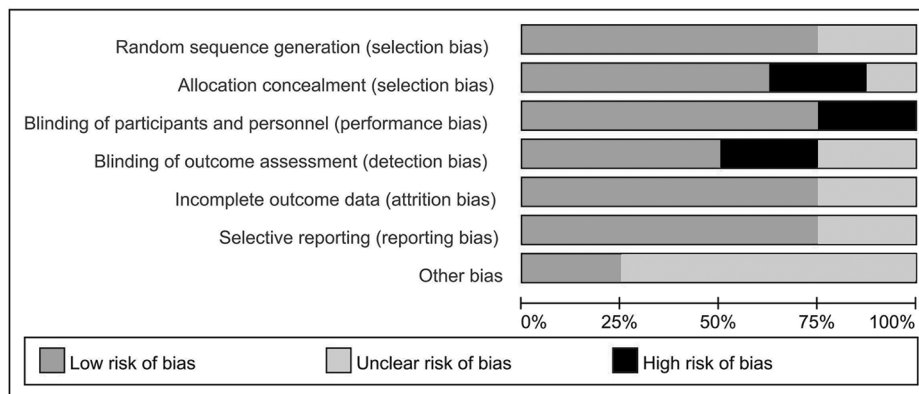 Random sequence generation (selection bias)
Allocation concealment (selection bias)
Blinding of participants and personnel (performance bias)
Blinding of outcome assessment (detection bias)
Incomplete outcome data (attrition bias)
Selective reporting (reporting bias)
Other bias
0% 25% 50% 75% 100%
Low risk of bias Unclear risk of bias High risk of bias